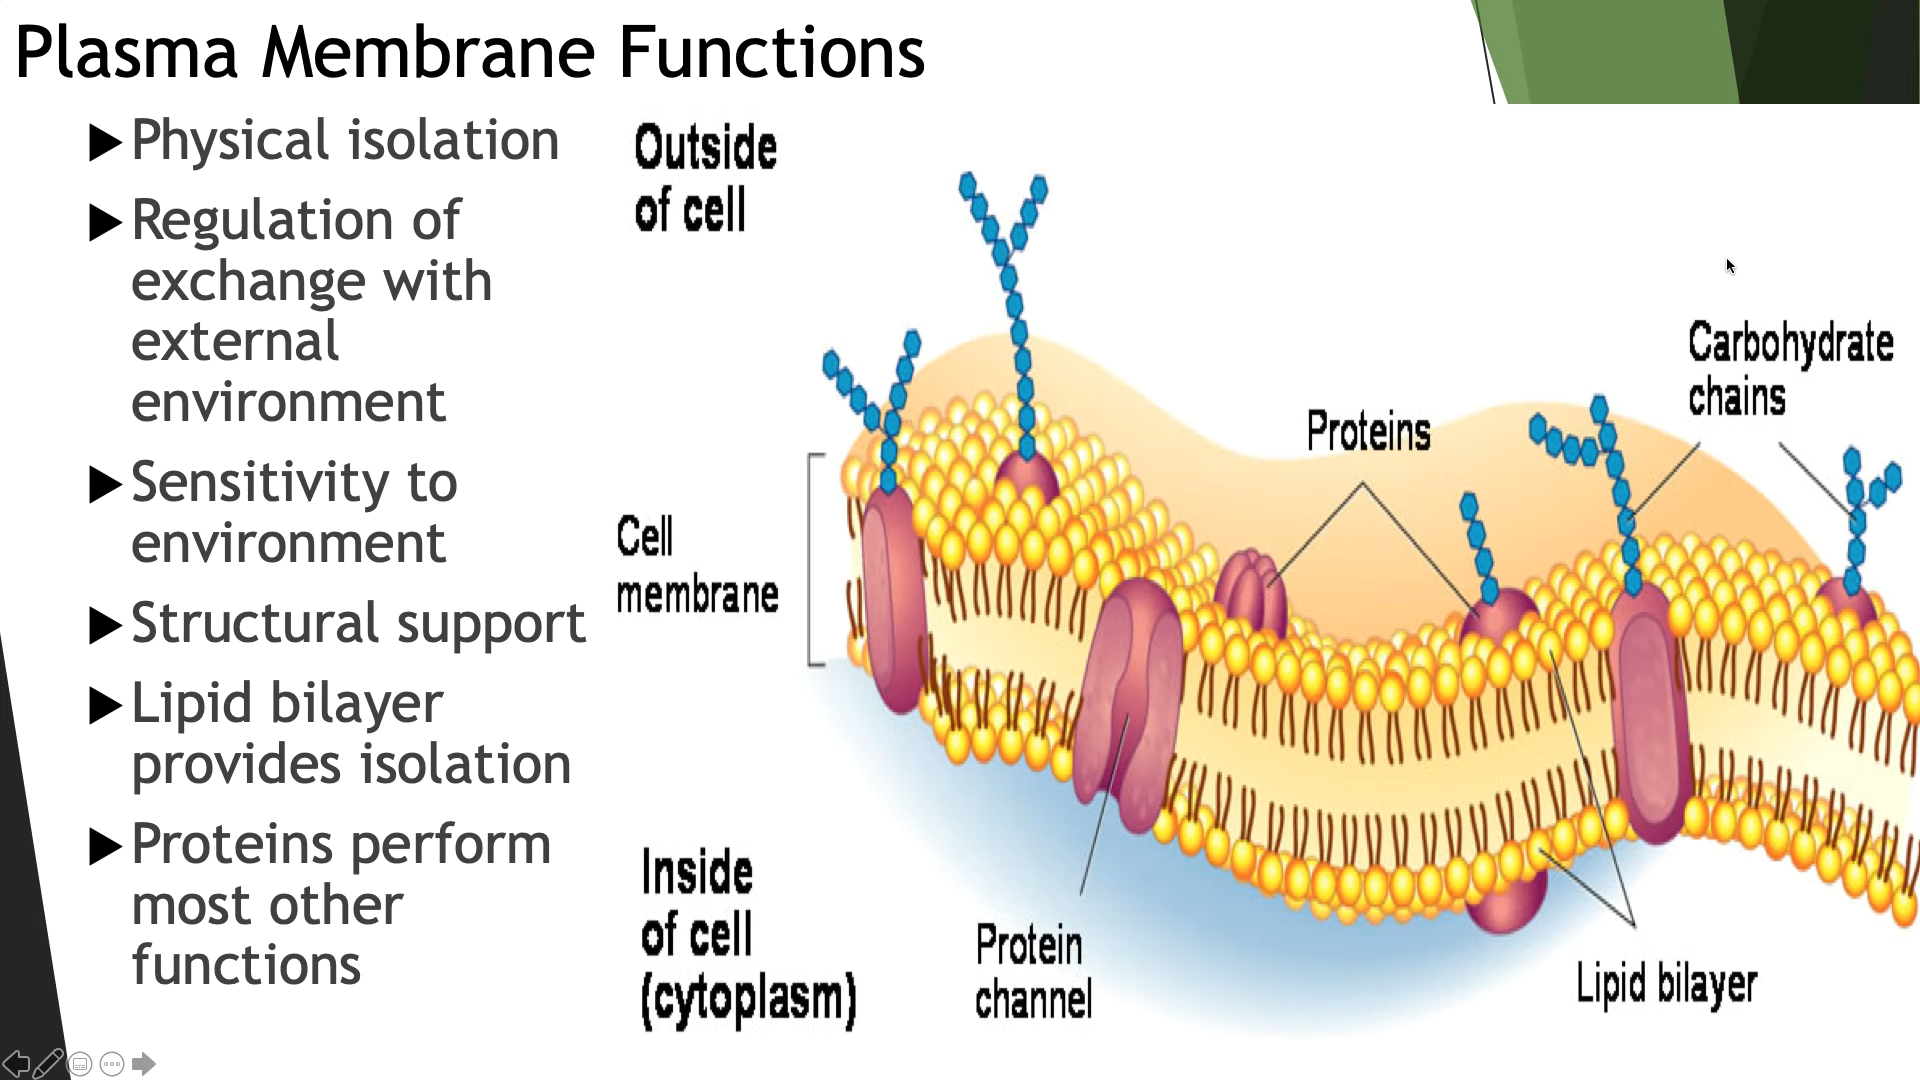 Plasma Membrane Functions
Physical isolation
Regulation of
exchange with
external
environment
Sensitivity to
environment
Structural support
Lipid bilayer
provides isolation
Proteins perform
most other
functions
Outside
of cell
Carbohydrate
chains
Proteins
Cell
membrane
Inside
of cell
(cytoplasm)
Protein
channel
Lipid bilayer